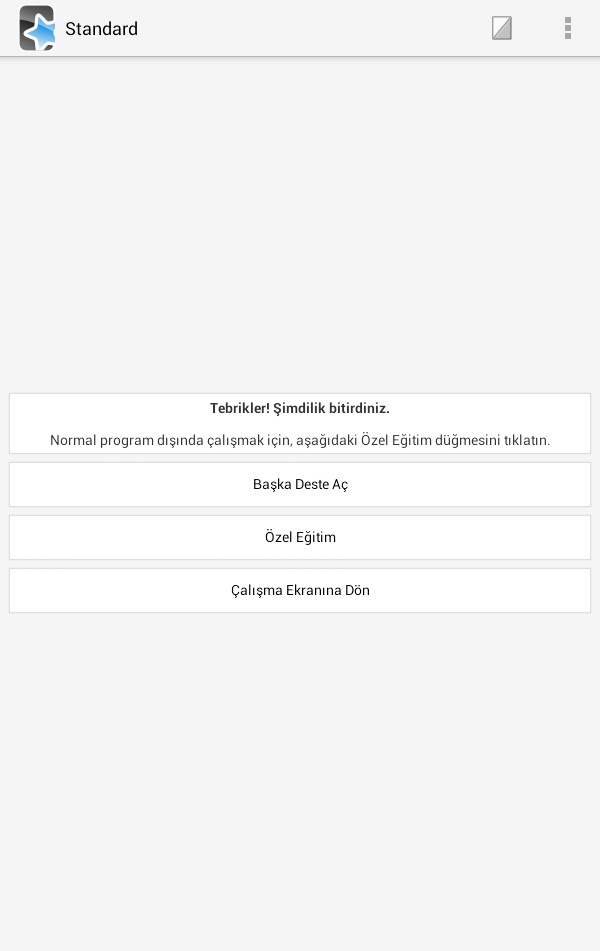 Standard
Tebrikler! Şimdilik bitirdiniz.
Normal program dışında çalışmak için, aşağıdaki Özel Eğitim düğmesini tıklatın.
Başka Deste Aç
Özel Eğitim
Çalışma Ekranına Dön